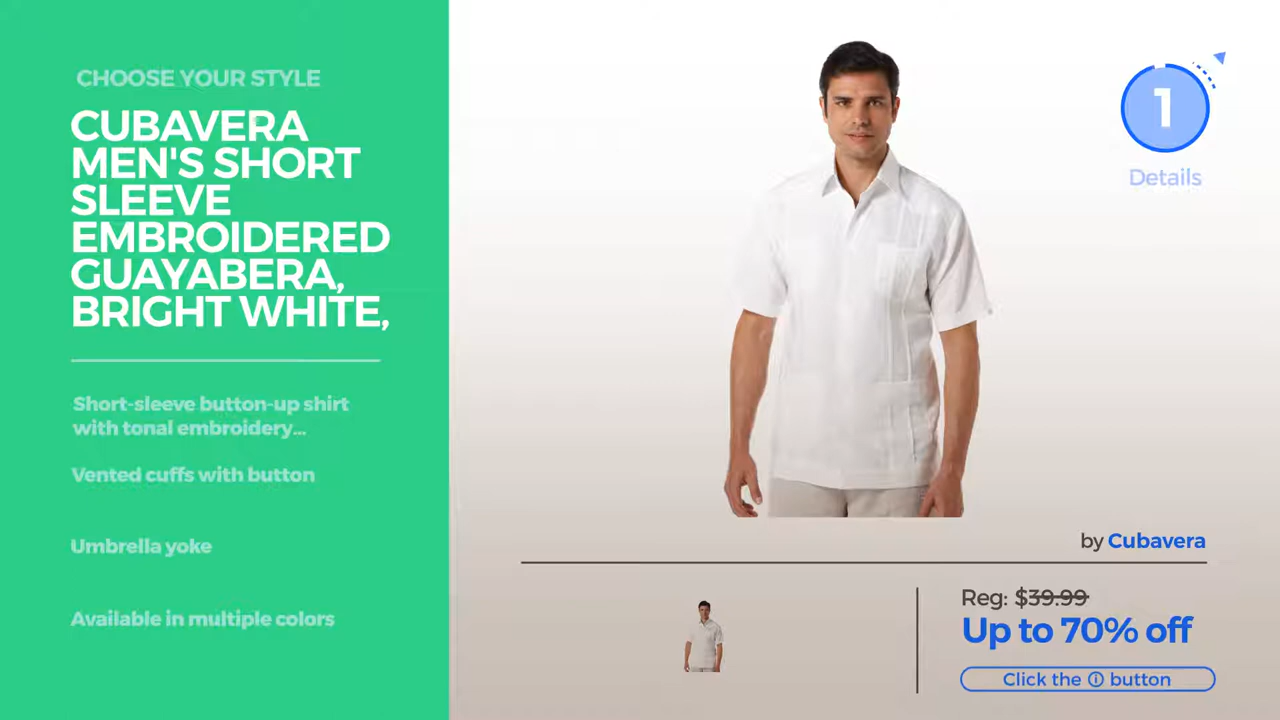 CHOOSE YOUR STYLE
CUBAVERA
MEN'S SHORT
SLEEVE
EMBROIDERED
GUAYABERA,
BRIGHT WHITE,
Short-sleeve button-up shirt
with tonal embroidery...
Vented cuffs with button
Umbrella yoke
Available in multiple colors
1
Details
by Cubavera
Reg: $39.99
Up to 70% off
Click the ⓘ button